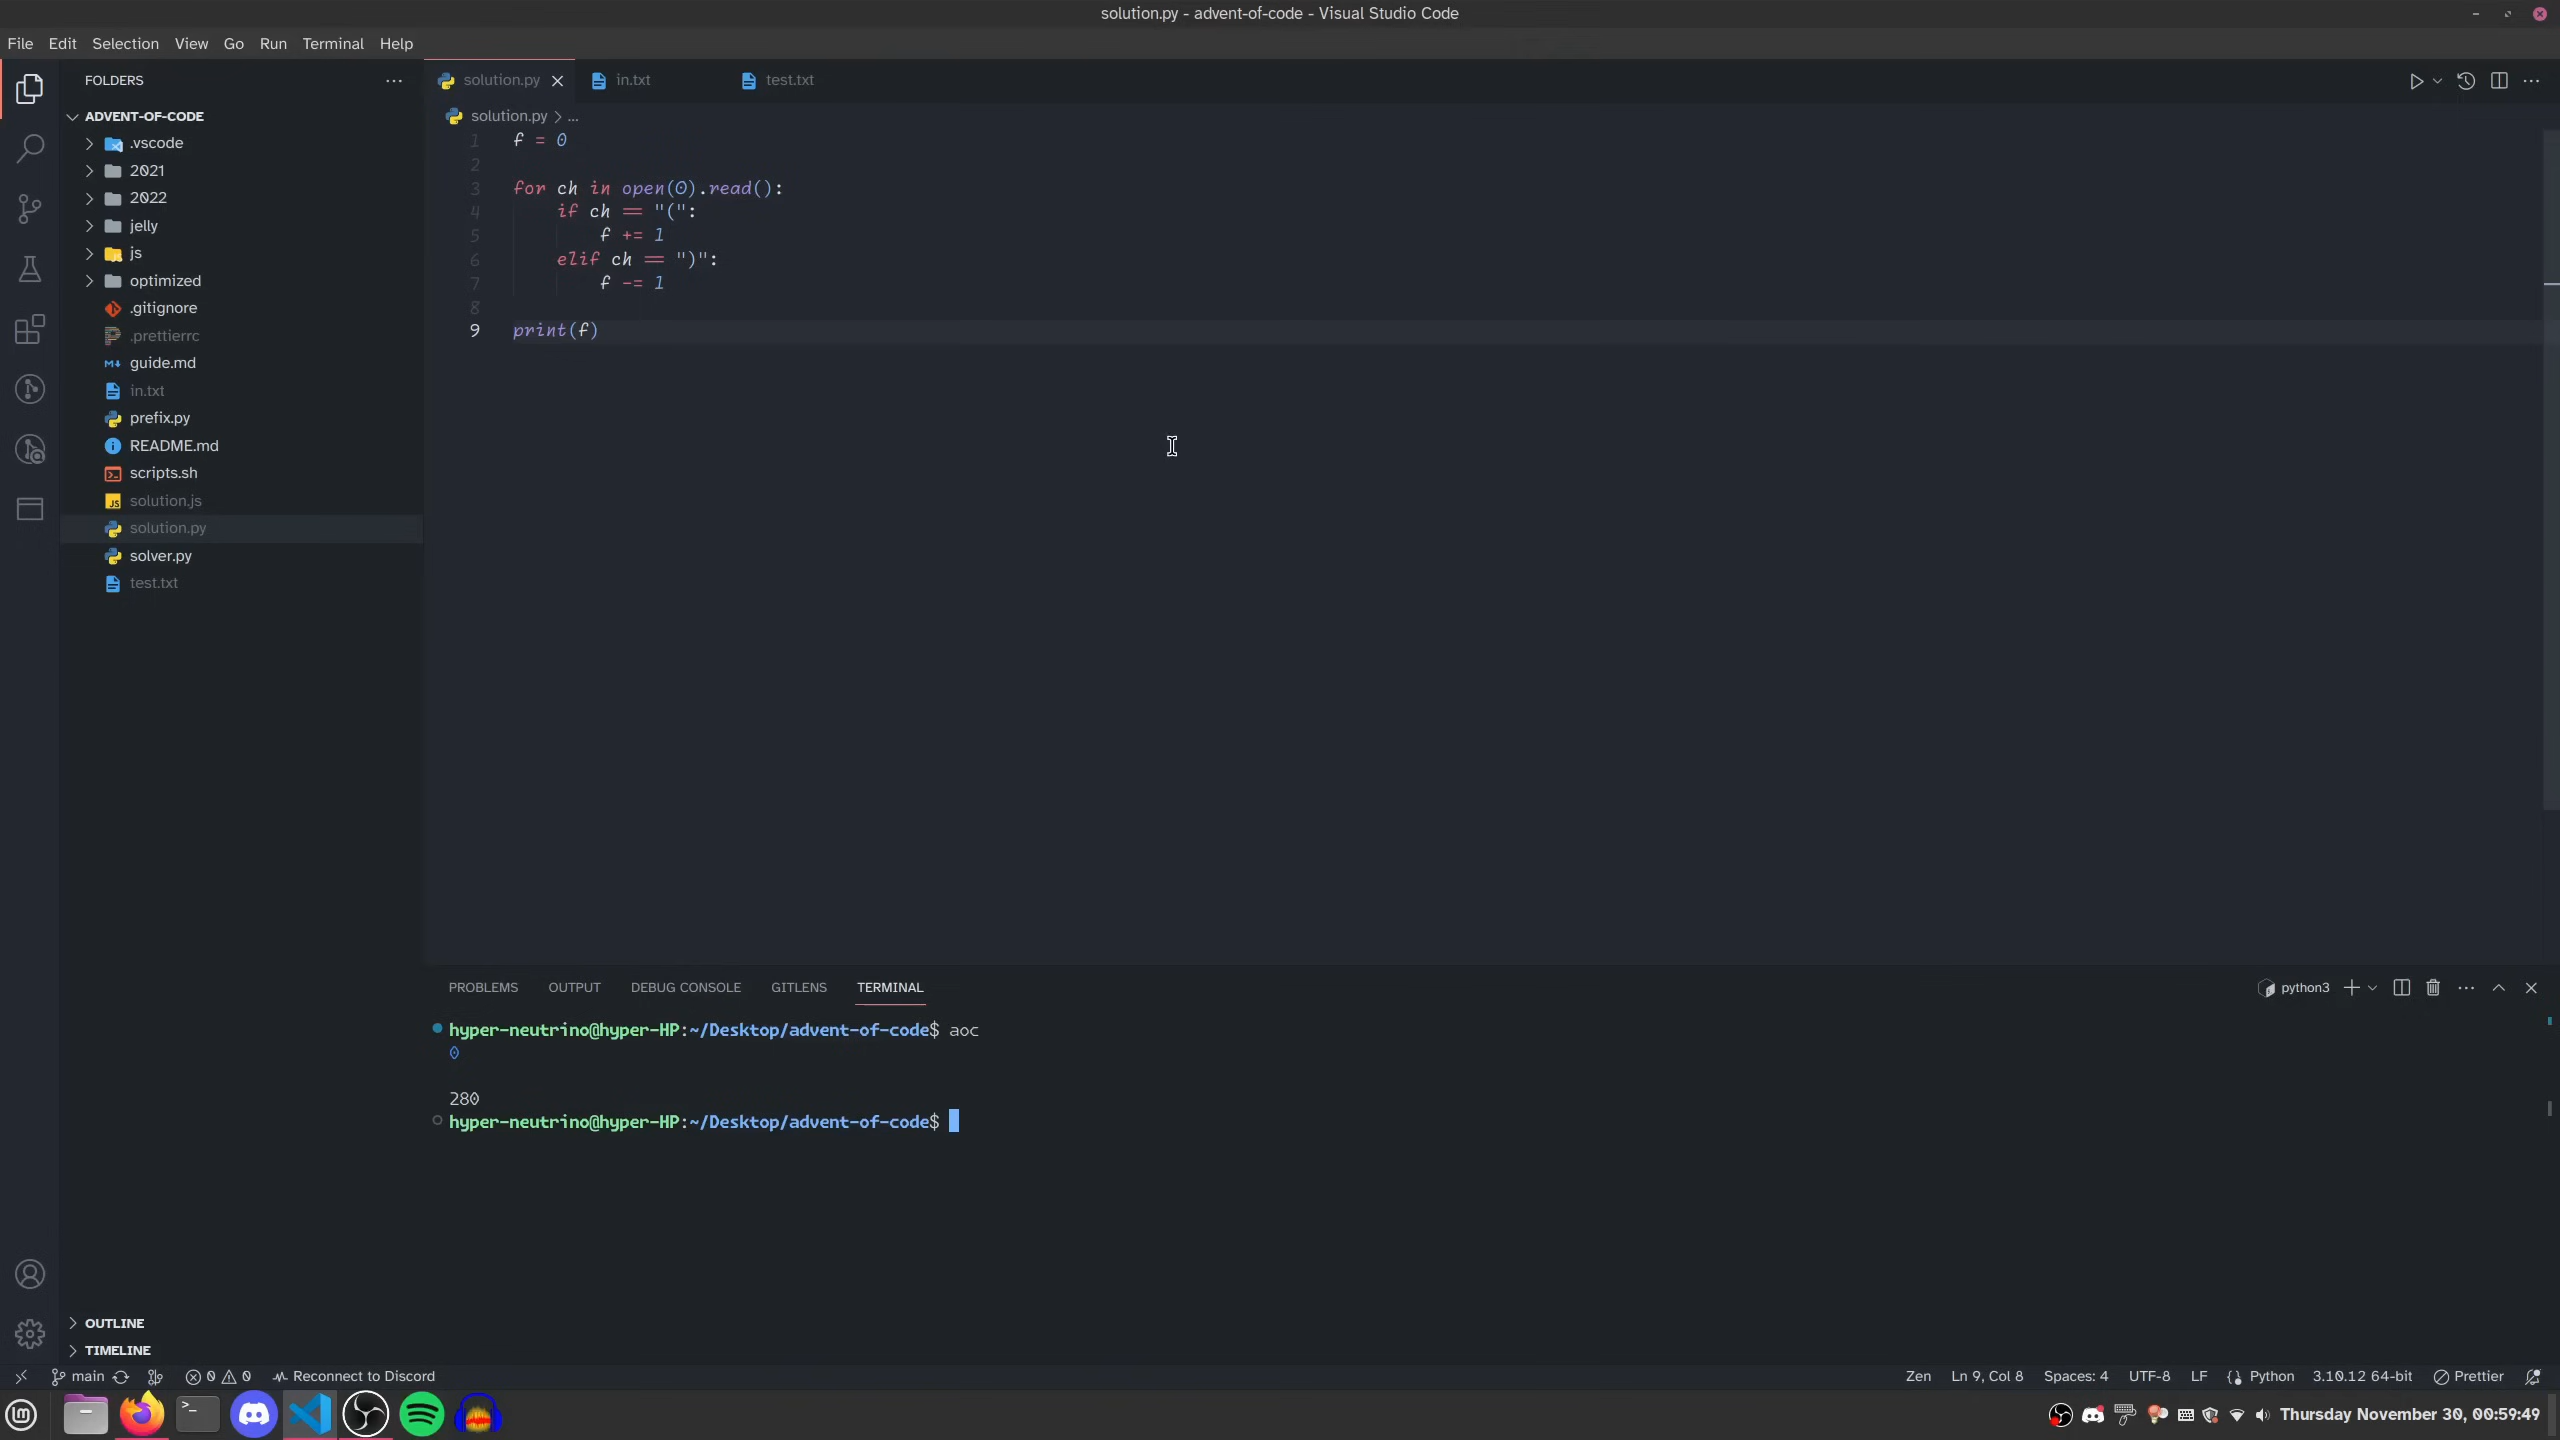 solution.py - advent-of-code - Visual Studio Code
File Edit Selection View Go Run Terminal Help
FOLDERS
solution.py
in.txt
test.txt
ADVENT-OF-CODE
.vscode
2021
2022
jelly
js
optimized
.gitignore
.prettierrc
guide.md
in.txt
prefix.py
README.md
scripts.sh
solution.js
solution.py
solver.py
test.txt
OUTLINE
TIMELINE
solution.py > ...
1 f = 0
2
3 for ch in open(0).read():
4 if ch == "(":
5 f += 1
6 elif ch == ")":
7 f -= 1
8
9 print(f)
PROBLEMS OUTPUT DEBUG CONSOLE GITLENS TERMINAL
python3
hyper-neutrino@hyper-HP:~/Desktop/advent-of-code$ aoc
0
280
hyper-neutrino@hyper-HP:~/Desktop/advent-of-code$
main 0 0 Reconnect to Discord
Zen Ln 9, Col 8 Spaces: 4 UTF-8 LF Python 3.10.12 64-bit Prettier
Thursday November 30, 00:59:49